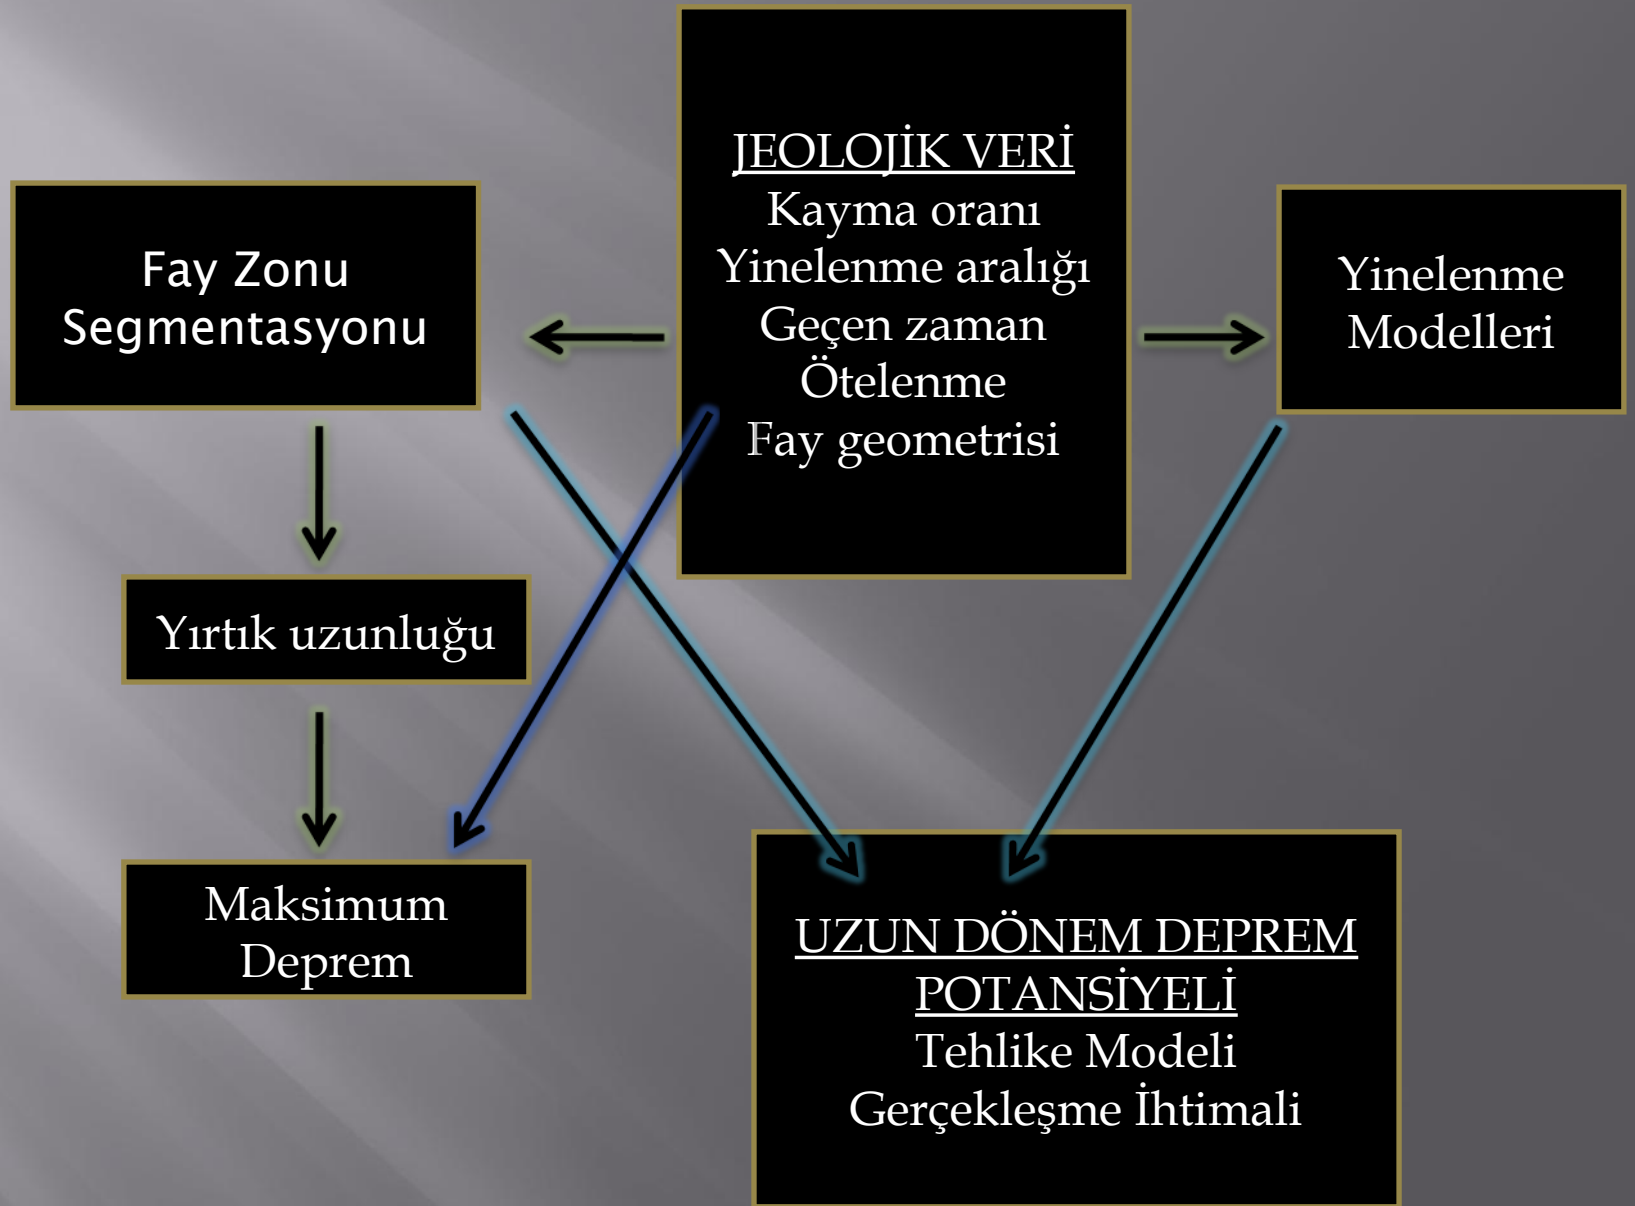 JEOLOJİK VERİ
Kayma oranı
Yinelenme aralığı
Geçen zaman
Ötelenme
Fay geometrisi
Fay Zonu
Segmentasyonu
Yinelenme
Modelleri
Yırtık uzunluğu
Maksimum
Deprem
UZUN DÖNEM DEPREM
POTANSİYELİ
Tehlike Modeli
Gerçekleşme İhtimali